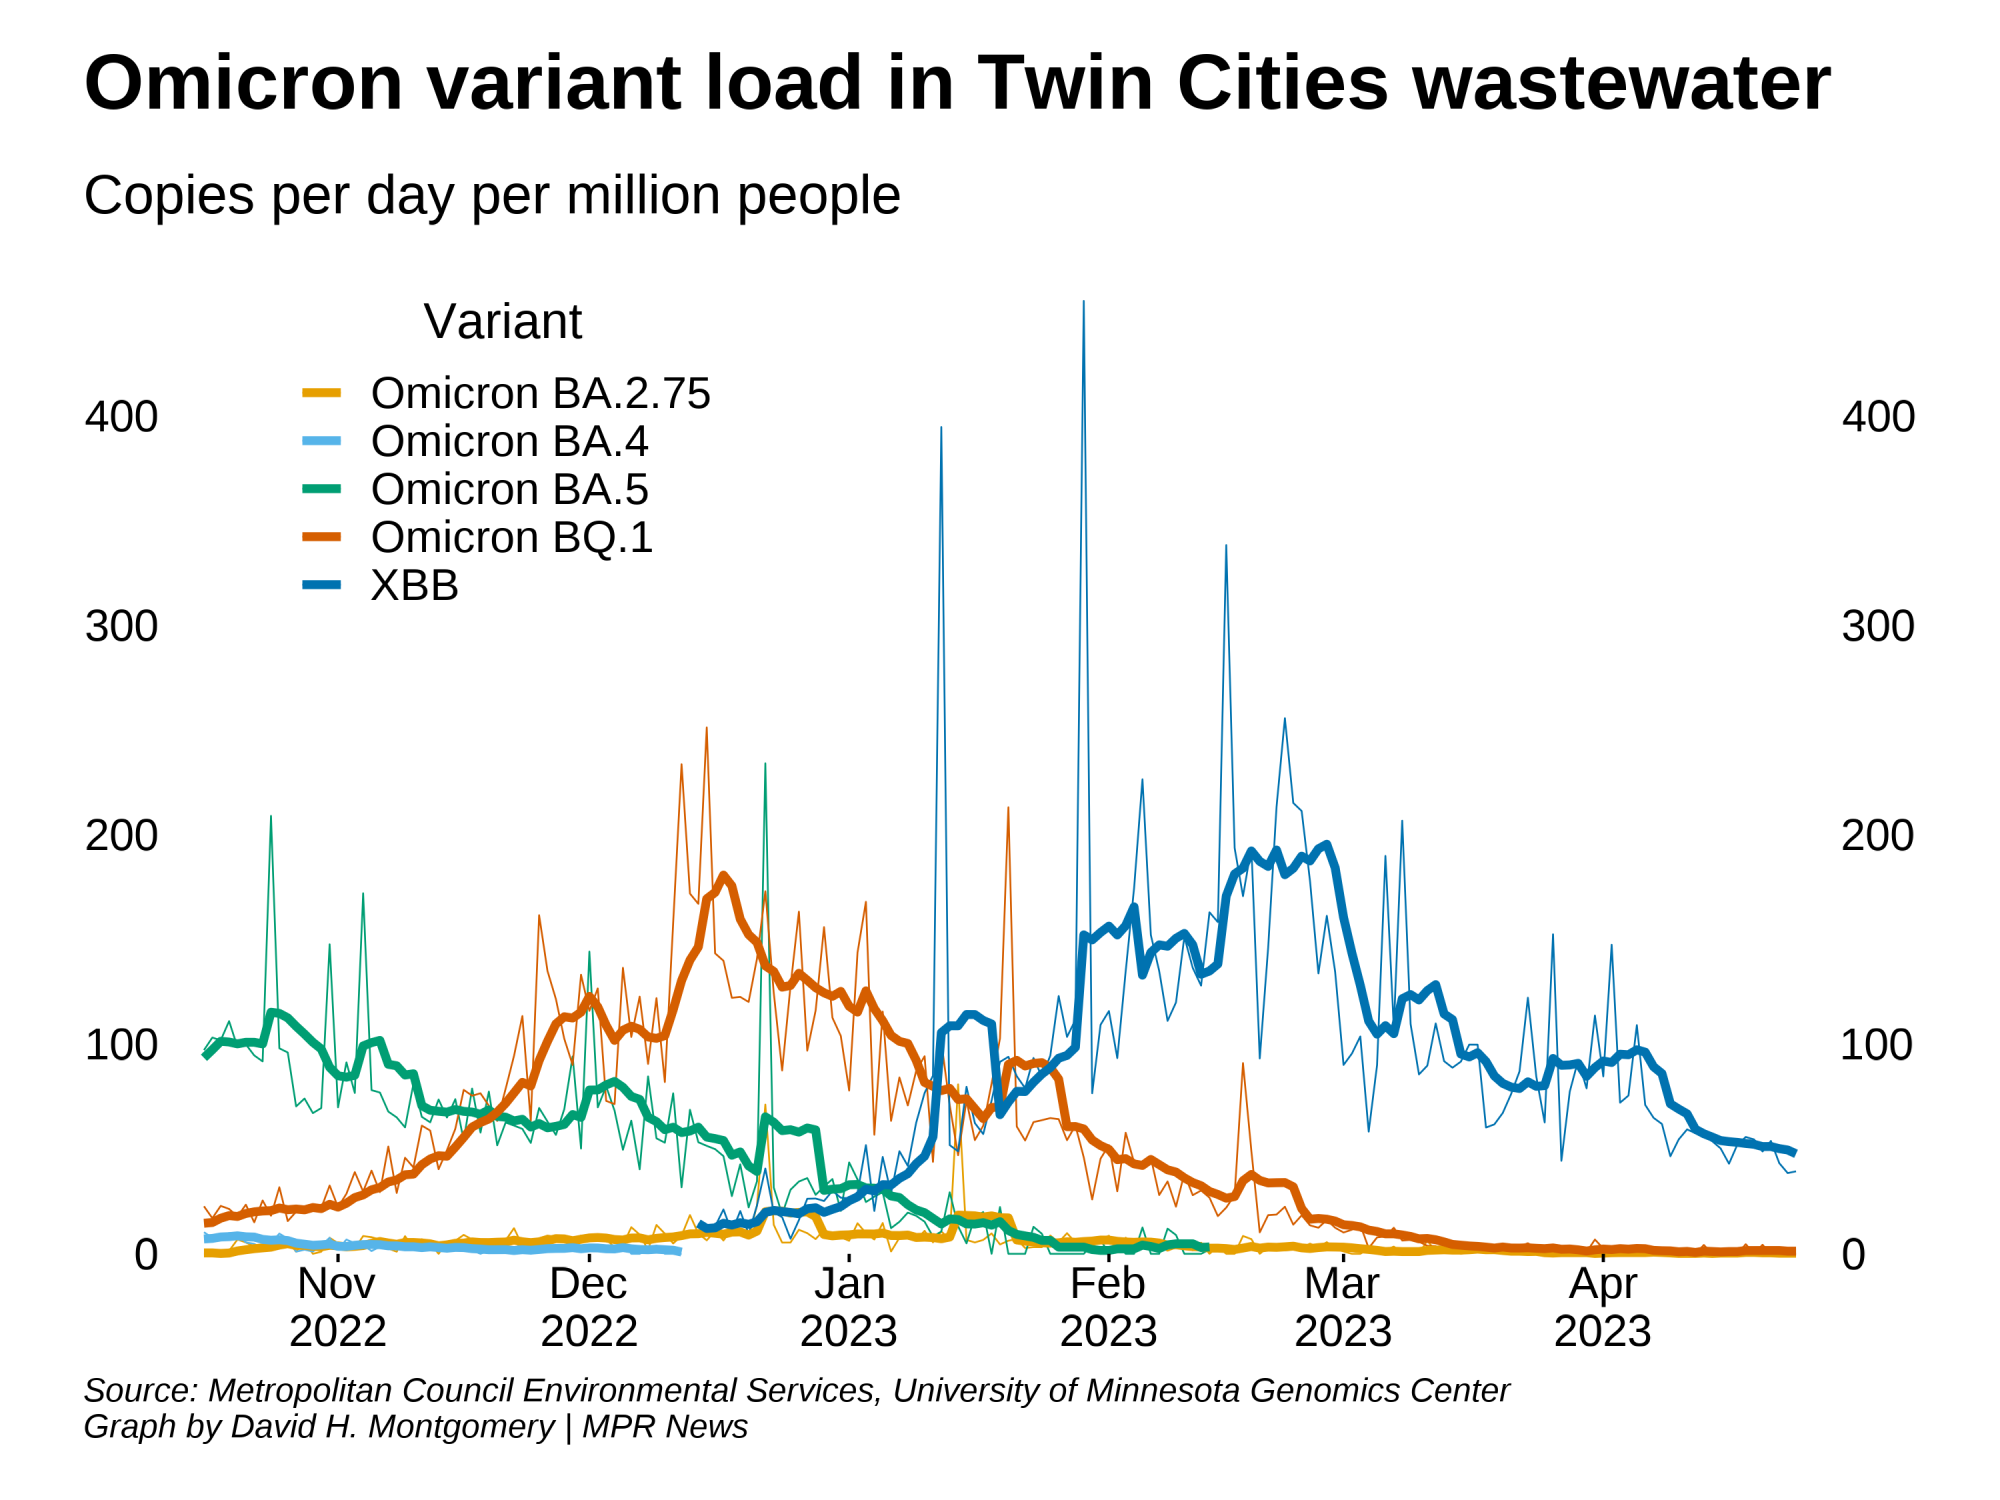 Omicron variant load in Twin Cities wastewater
Copies per day per million people
Variant
Omicron BA.2.75
Omicron BA.4
Omicron BA.5
Omicron BQ.1
XBB
400 400
300 300
200 200
100 100
0 0
Nov Dec Jan Feb Mar Apr
2022 2022 2023 2023 2023 2023
Source: Metropolitan Council Environmental Services, University of Minnesota Genomics Center
Graph by David H. Montgomery | MPR News